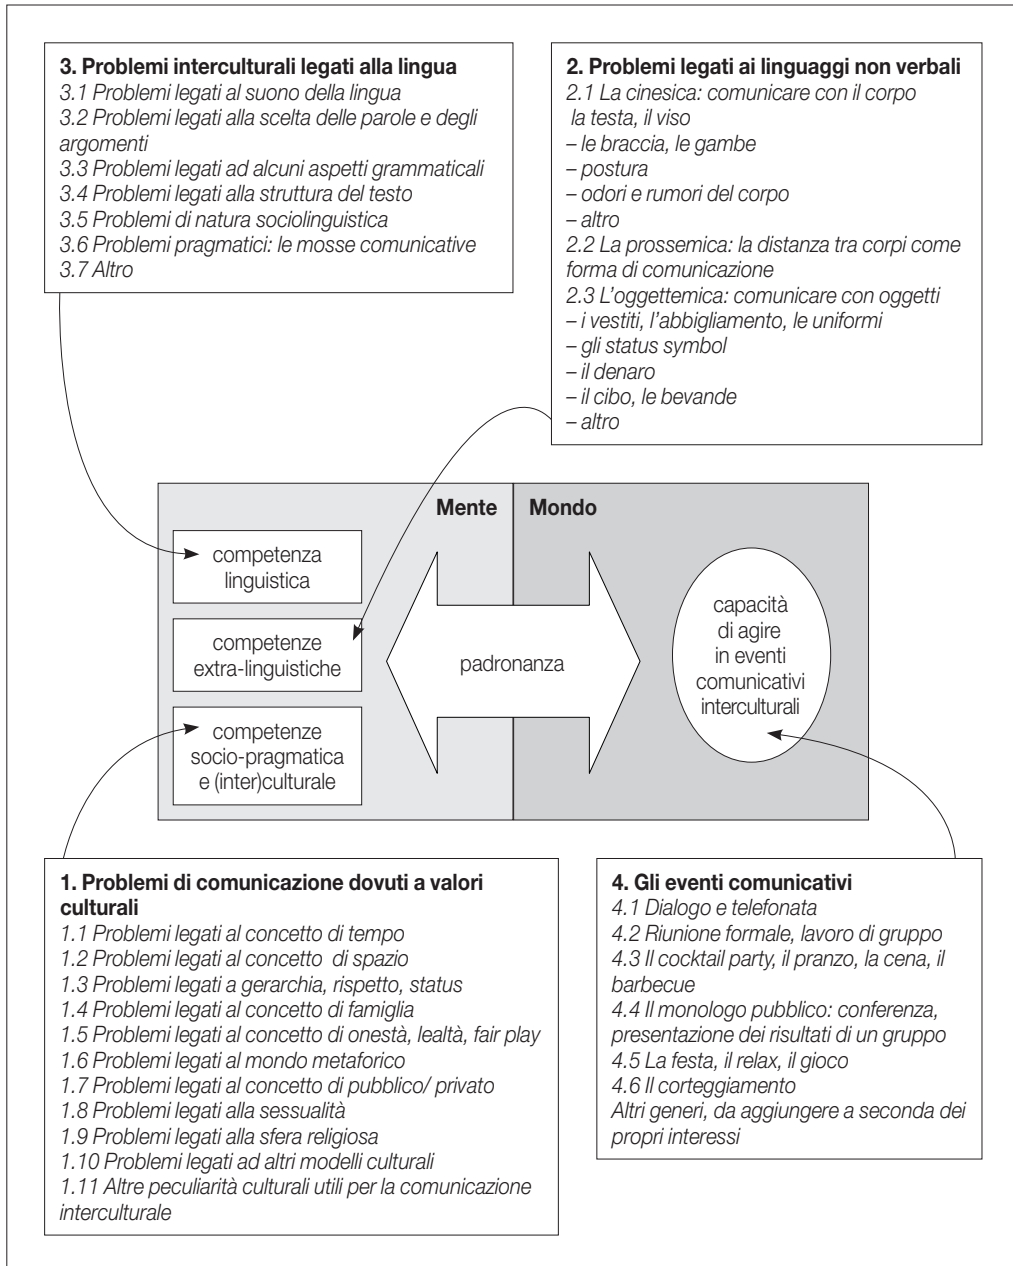 3. Problemi interculturali legati alla lingua
3.1 Problemi legati al suono della lingua
3.2 Problemi legati alla scelta delle parole e degli
argomenti
3.3 Problemi legati ad alcuni aspetti grammaticali
3.4 Problemi legati alla struttura del testo
3.5 Problemi di natura sociolinguistica
3.6 Problemi pragmatici: le mosse comunicative
3.7 Altro
2. Problemi legati ai linguaggi non verbali
2.1 La cinesica: comunicare con il corpo
la testa, il viso
– le braccia, le gambe
– postura
– odori e rumori del corpo
– altro
2.2 La prossemica: la distanza tra corpi come
forma di comunicazione
2.3 L’oggettemica: comunicare con oggetti
– i vestiti, l’abbigliamento, le uniformi
– gli status symbol
– il denaro
– il cibo, le bevande
– altro
Mente
Mondo
competenza
linguistica
competenze
extra-linguistiche
competenze
socio-pragmatica
e (inter)culturale
padronanza
capacità
di agire
in eventi
comunicativi
interculturali
1. Problemi di comunicazione dovuti a valori
culturali
1.1 Problemi legati al concetto di tempo
1.2 Problemi legati al concetto di spazio
1.3 Problemi legati a gerarchia, rispetto, status
1.4 Problemi legati al concetto di famiglia
1.5 Problemi legati al concetto di onestà, lealtà, fair play
1.6 Problemi legati al mondo metaforico
1.7 Problemi legati al concetto di pubblico/ privato
1.8 Problemi legati alla sessualità
1.9 Problemi legati alla sfera religiosa
1.10 Problemi legati ad altri modelli culturali
1.11 Altre peculiarità culturali utili per la comunicazione
interculturale
4. Gli eventi comunicativi
4.1 Dialogo e telefonata
4.2 Riunione formale, lavoro di gruppo
4.3 Il cocktail party, il pranzo, la cena, il
barbecue
4.4 Il monologo pubblico: conferenza,
presentazione dei risultati di un gruppo
4.5 La festa, il relax, il gioco
4.6 Il corteggiamento
Altri generi, da aggiungere a seconda dei
propri interessi